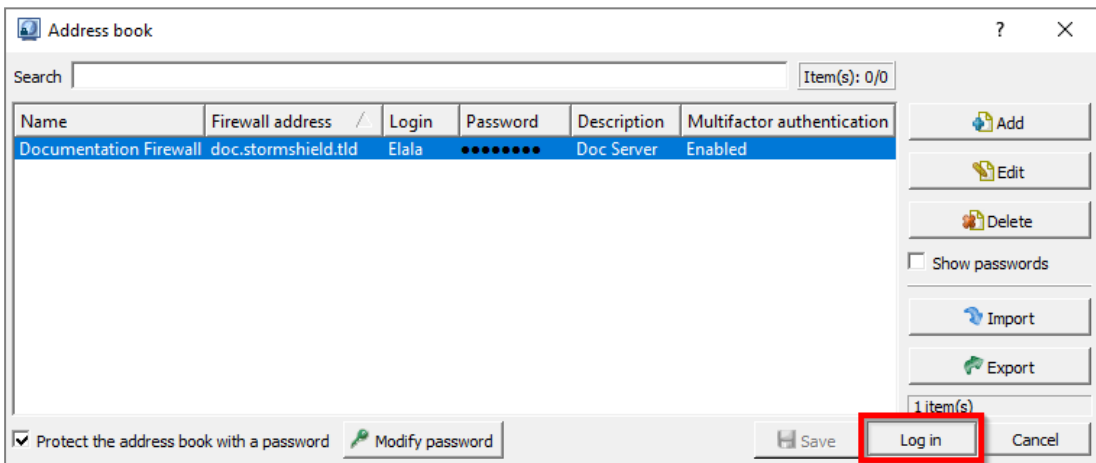 Address book ? ×
Search Item(s): 0/0
Name Firewall address Login Password Description Multifactor authentication
Documentation Firewall doc.stormshield.tld Elala ●●●●●●●● Doc Server Enabled
Add
Edit
Delete
Show passwords
Import
Export
1 item(s)
Protect the address book with a password Modify password Save Log in Cancel